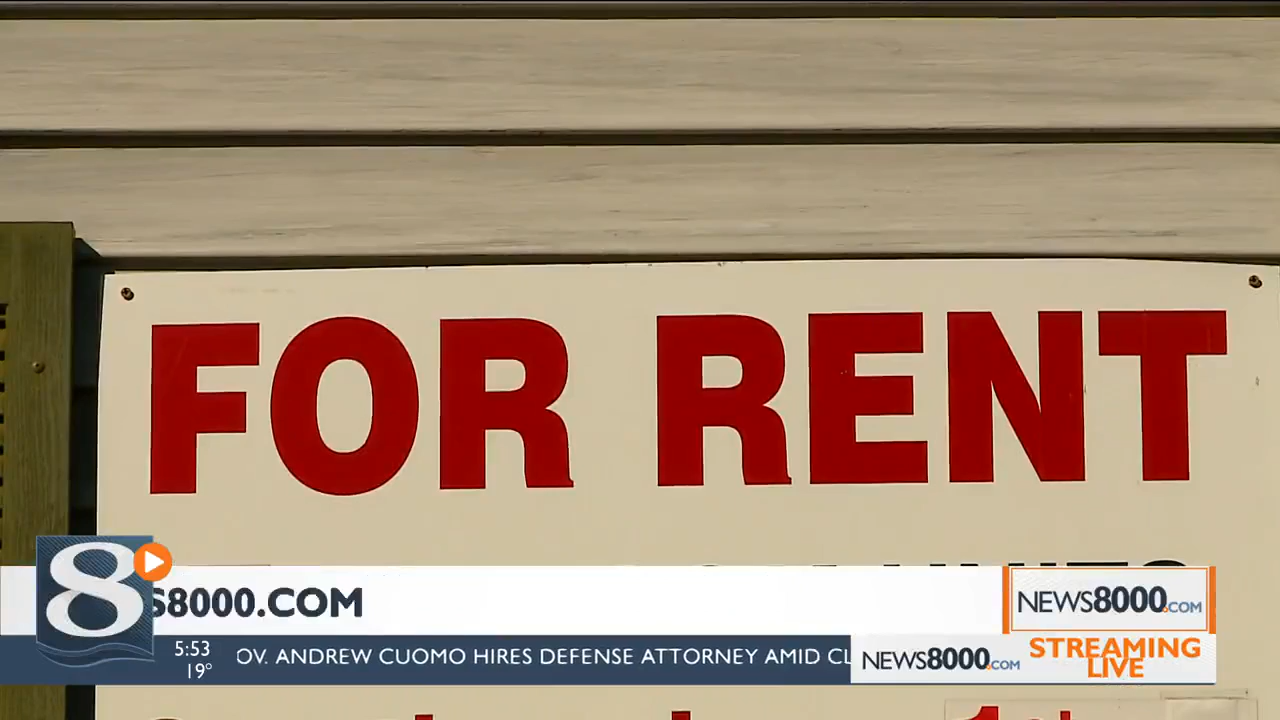 FOR RENT
8
S8000.COM
NEWS8000.COM
STREAMING
LIVE
5:53
19°
OV. ANDREW CUOMO HIRES DEFENSE ATTORNEY AMID CL
NEWS8000.COM